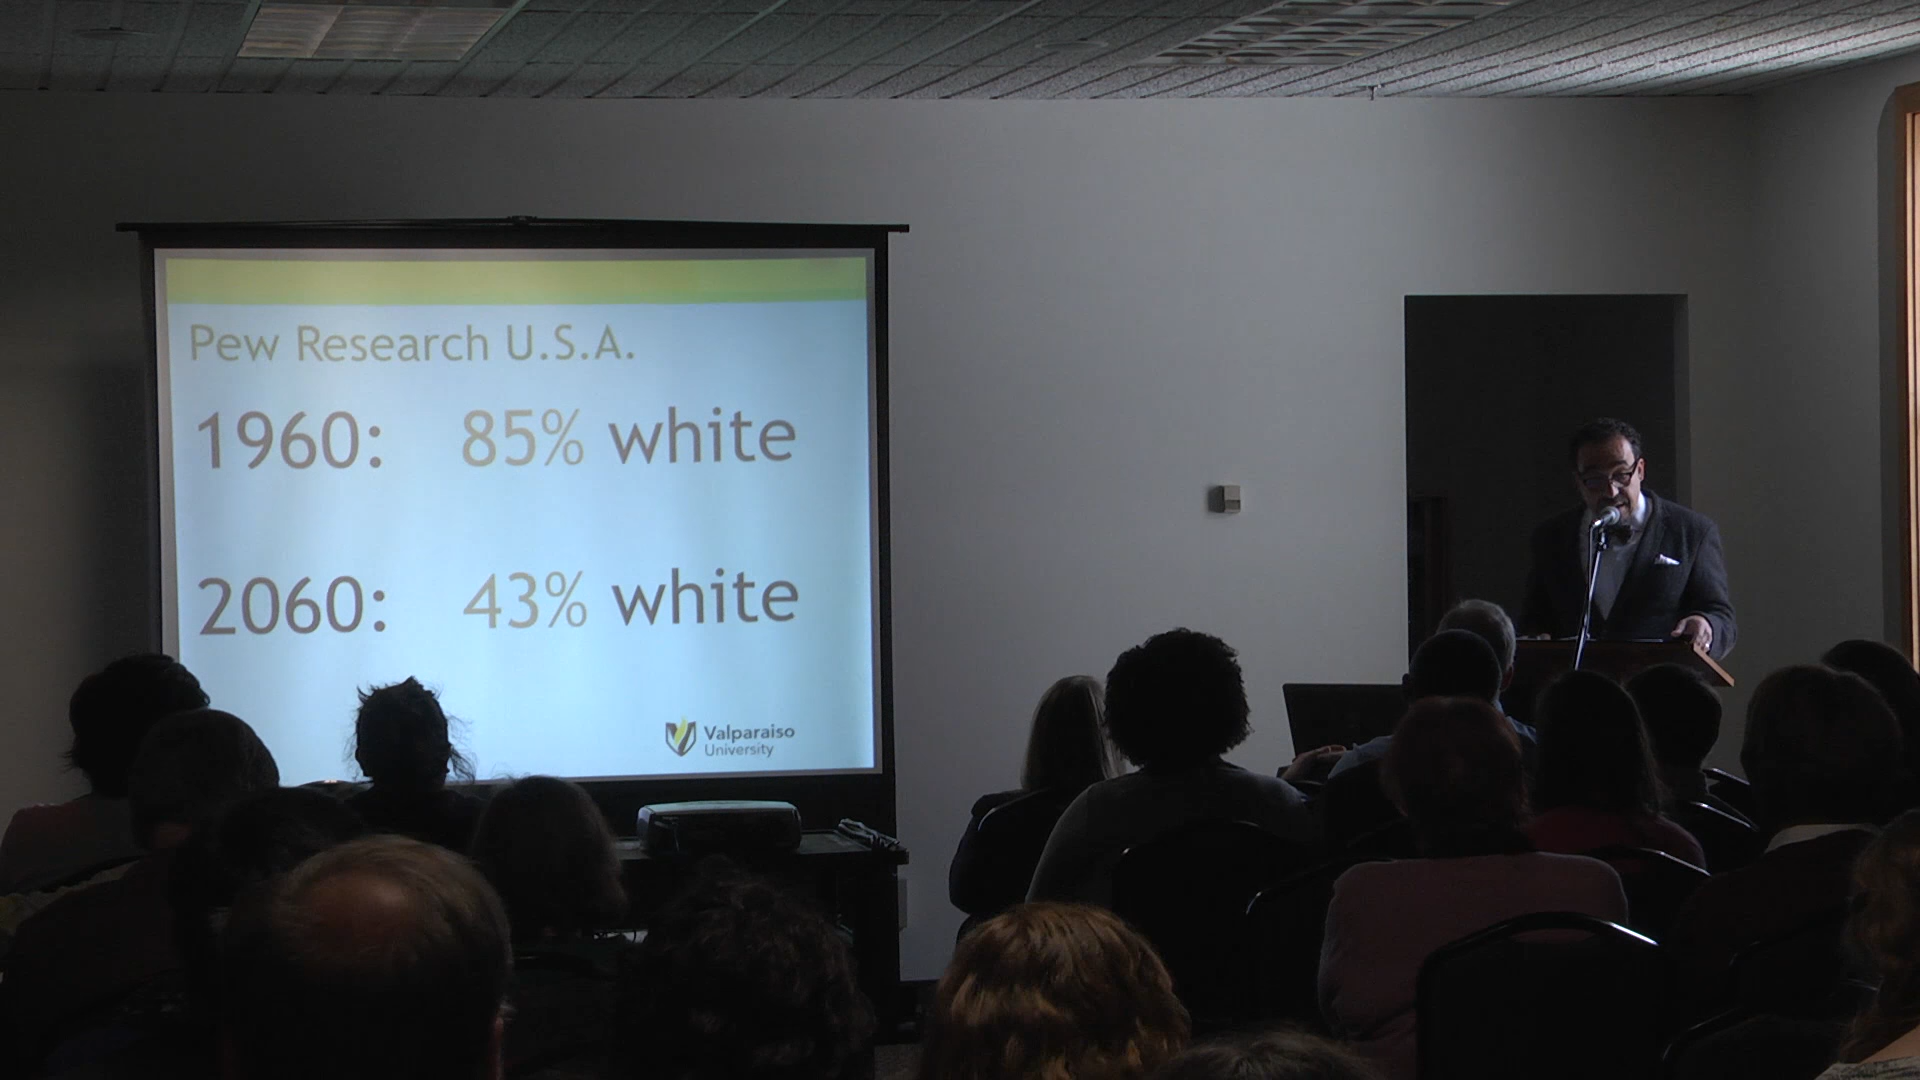 Pew Research U.S.A.
1960: 85% white
2060: 43% white
Valparaiso
University